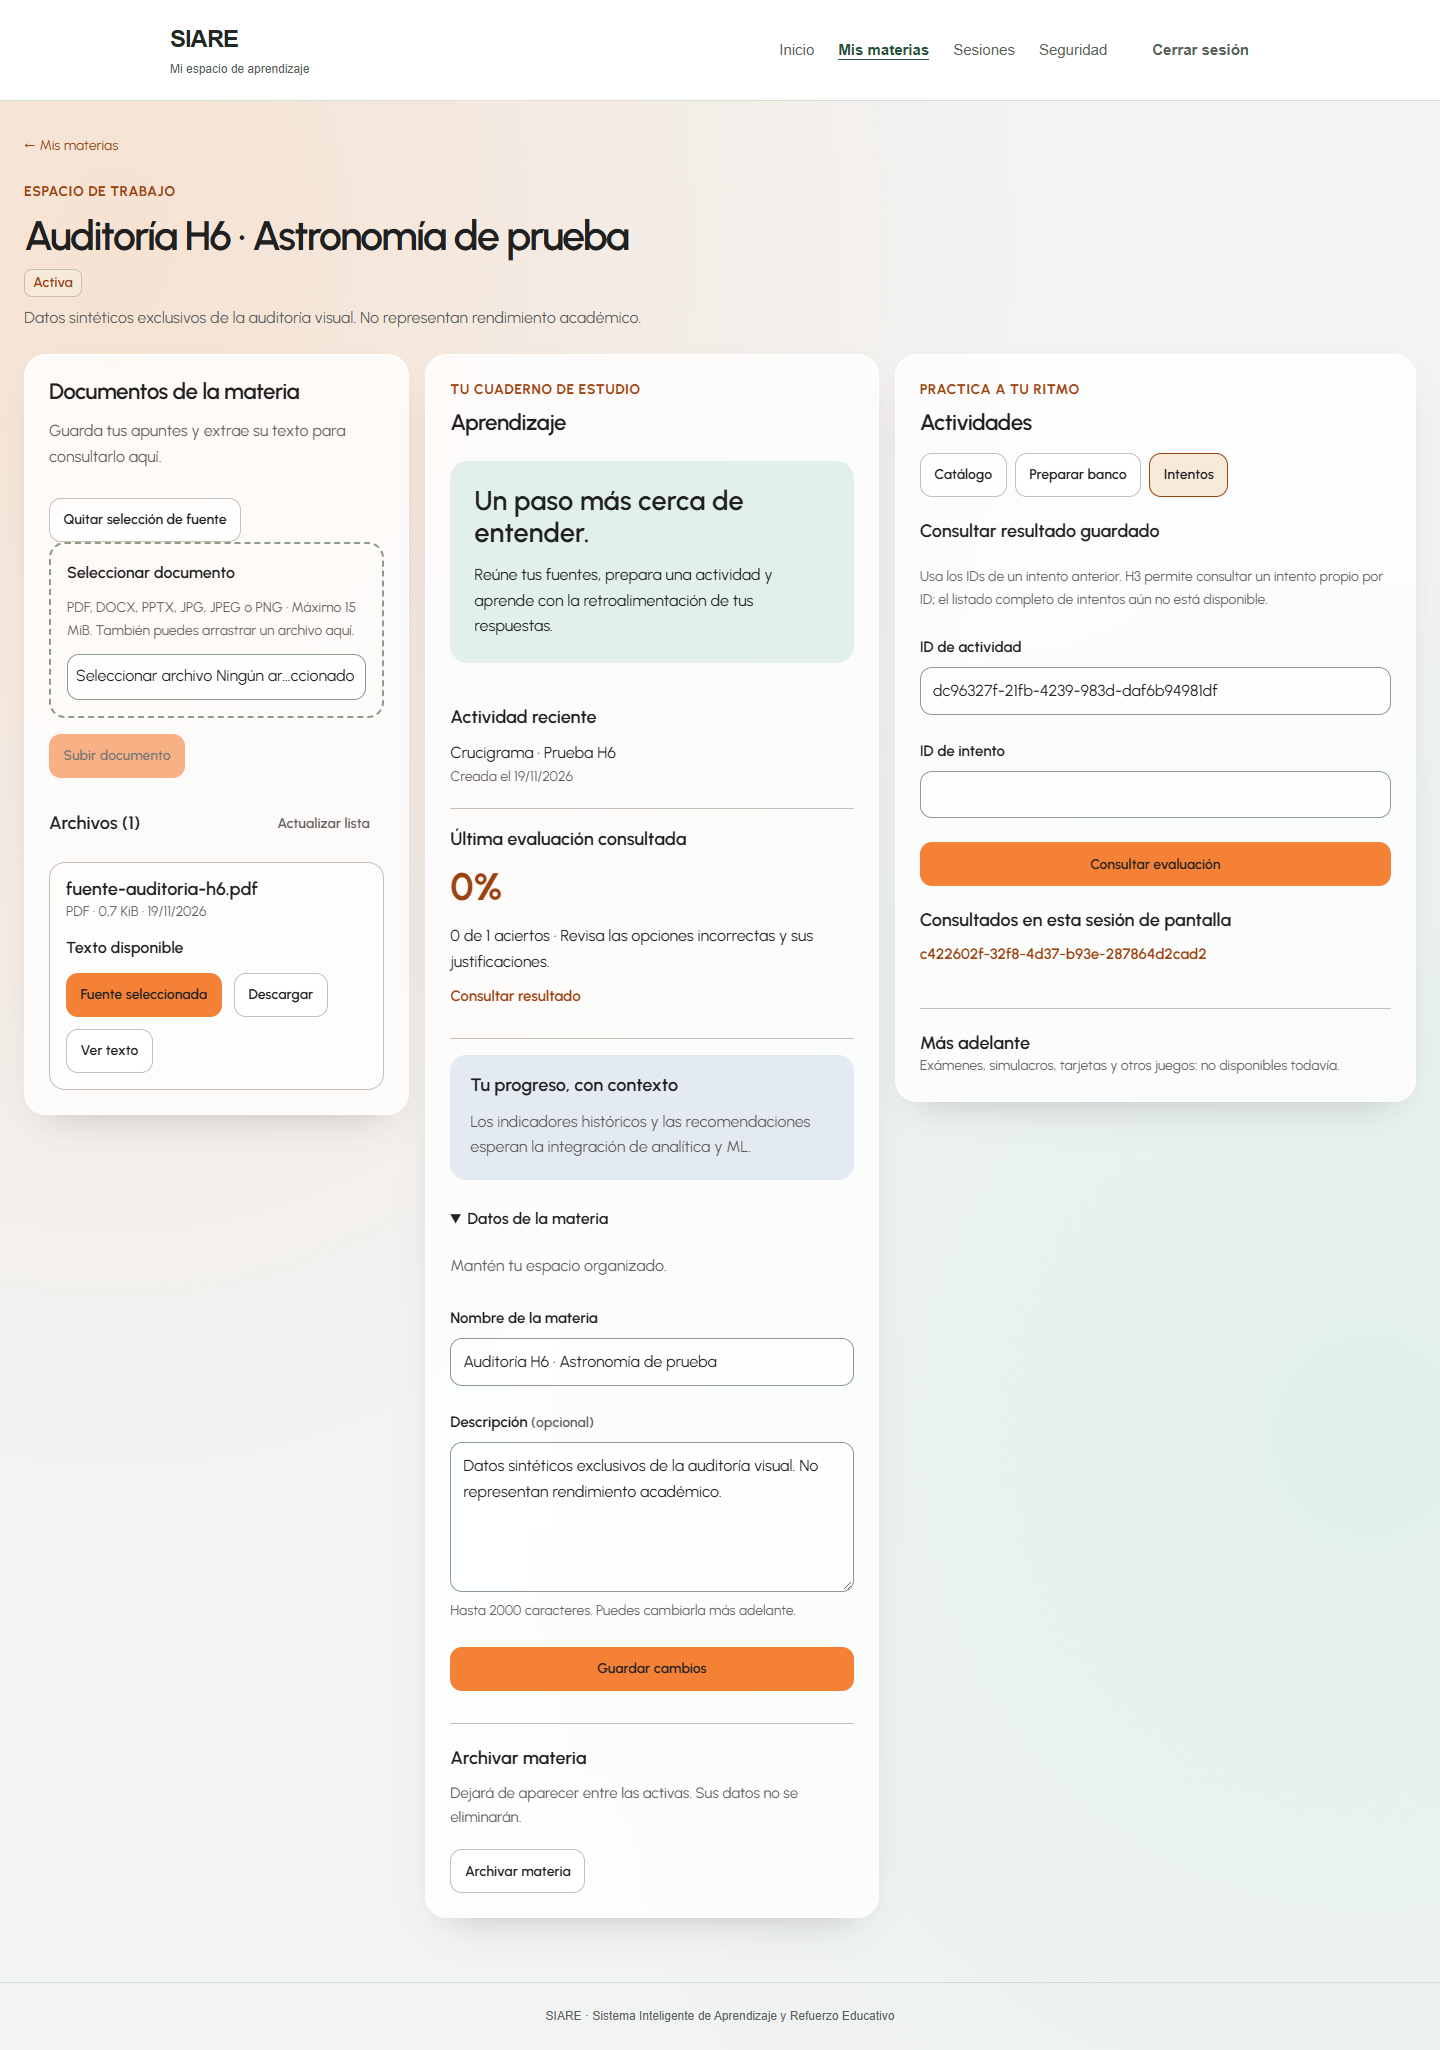 SIARE
Mi espacio de aprendizaje
Inicio
Mis materias
Sesiones
Seguridad
Cerrar sesión
← Mis materias
ESPACIO DE TRABAJO
Auditoría H6 · Astronomía de prueba
Activa
Datos sintéticos exclusivos de la auditoría visual. No representan rendimiento académico.
Documentos de la materia
Guarda tus apuntes y extrae su texto para
consultarlo aquí.
Quitar selección de fuente
Seleccionar documento
PDF, DOCX, PPTX, JPG, JPEG o PNG · Máximo 15
MiB. También puedes arrastrar un archivo aquí.
Seleccionar archivo Ningún ar...ccionado
Subir documento
Archivos (1)
Actualizar lista
fuente-auditoria-h6.pdf
PDF · 0,7 KiB · 19/11/2026
Texto disponible
Fuente seleccionada
Descargar
Ver texto
TU CUADERNO DE ESTUDIO
Aprendizaje
Un paso más cerca de
entender.
Reúne tus fuentes, prepara una actividad y
aprende con la retroalimentación de tus
respuestas.
Actividad reciente
Crucigrama · Prueba H6
Creada el 19/11/2026
Última evaluación consultada
0%
0 de 1 aciertos · Revisa las opciones incorrectas y sus
justificaciones.
Consultar resultado
Tu progreso, con contexto
Los indicadores históricos y las recomendaciones
esperan la integración de analítica y ML.
▼ Datos de la materia
Mantén tu espacio organizado.
Nombre de la materia
Auditoría H6 · Astronomía de prueba
Descripción (opcional)
Datos sintéticos exclusivos de la auditoría visual. No
representan rendimiento académico.
Hasta 2000 caracteres. Puedes cambiarla más adelante.
Guardar cambios
Archivar materia
Dejará de aparecer entre las activas. Sus datos no se
eliminarán.
Archivar materia
PRACTICA A TU RITMO
Actividades
Catálogo
Preparar banco
Intentos
Consultar resultado guardado
Usa los IDs de un intento anterior. H3 permite consultar un intento propio por
ID; el listado completo de intentos aún no está disponible.
ID de actividad
dc96327f-21fb-4239-983d-daf6b94981df
ID de intento
Consultar evaluación
Consultados en esta sesión de pantalla
c422602f-32f8-4d37-b93e-287864d2cad2
Más adelante
Exámenes, simulacros, tarjetas y otros juegos: no disponibles todavía.
SIARE · Sistema Inteligente de Aprendizaje y Refuerzo Educativo